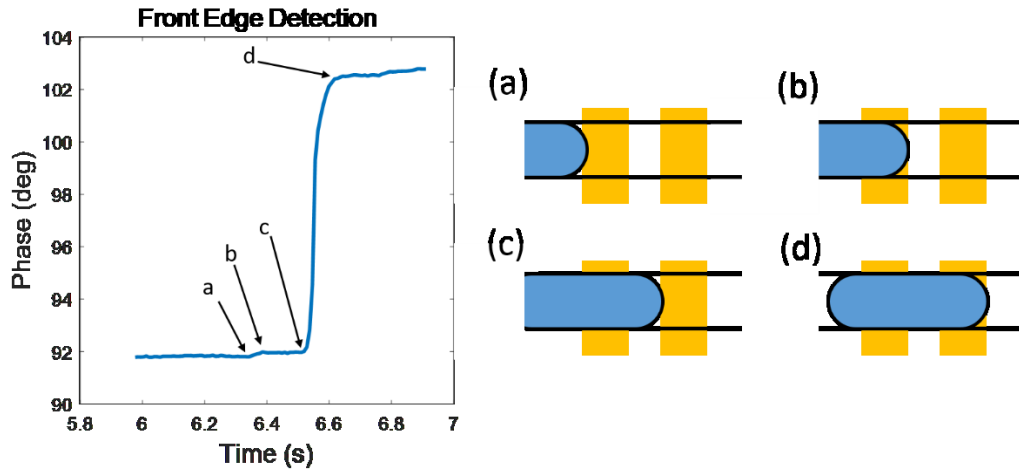 Front Edge Detection
104
102
100
98
96
94
92
90
Phase (deg)
5.8 6 6.2 6.4 6.6 6.8 7
Time (s)
a
b
c
d
(a)
(b)
(c)
(d)